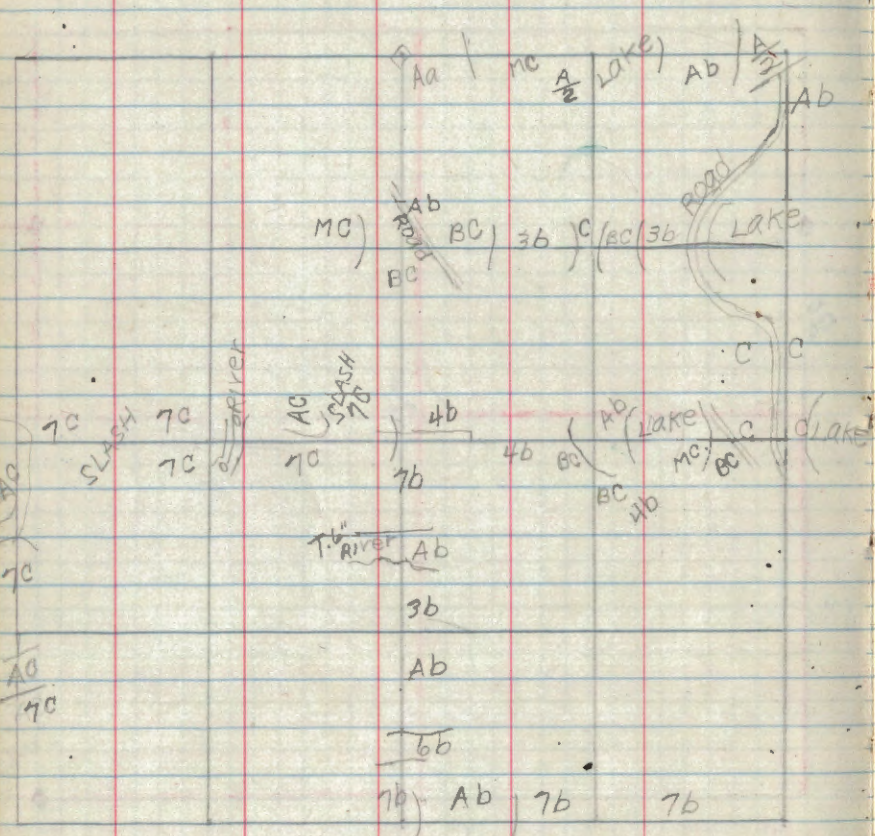 Aa MC A/2 Lake Ab A/2
Ab
Road
Ab
MC ROAD BC 3b C BC 3b Lake
BC
C C
River AC SLASH 7C
7C SLASH 7C 4b Ab Lake C C Lake
AC 7C 7C 7b 4b BC MC BC
BC 4b
T.6" River Ab
7C
3b
AC Ab
7C
6b
7b Ab 7b 7b